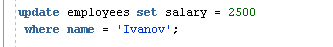 update employees set salary = 2500
where name = 'Ivanov';